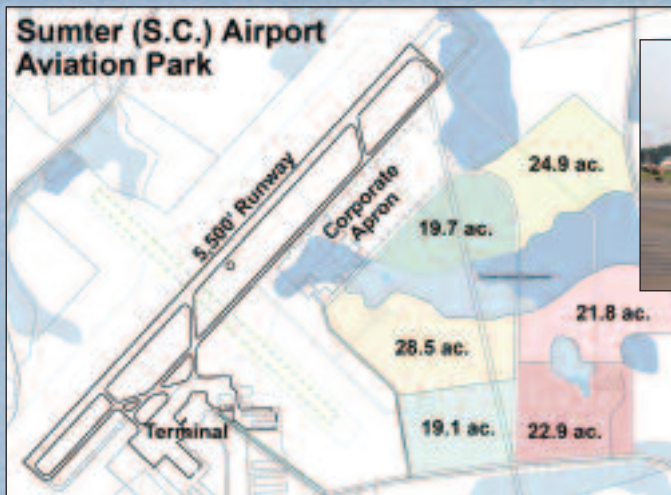 Sumter (S.C.) Airport
Aviation Park
5,500' Runway
Corporate
Apron
24.9 ac.
19.7 ac.
21.8 ac.
28.5 ac.
19.1 ac.
22.9 ac.
Terminal